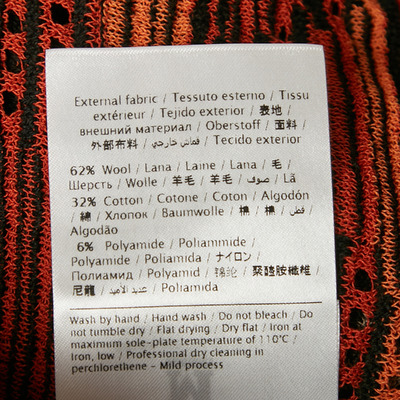 External fabric / Tessuto esterno / Tissu
extérieur / Tejido exterior / 表地 /
внешний материал / Oberstoff / 面料 /
外部布料 / قماش خارجي / Tecido exterior
62% Wool / Lana / Laine / Lana / 毛 /
Шерсть / Wolle / 羊毛 / 羊毛 / صوف / Lã
32% Cotton / Cotone / Coton / Algodón
/ 綿 / Хлопок / Baumwolle / 棉 / 棉 / قطن /
Algodão
6% Polyamide / Poliammide /
Polyamide / Poliamida / ナイロン /
Полиамид / Polyamid / 锦纶 / 聚醯胺纖維 /
尼龍 / عديد الأميد / Poliamida
Wash by hand / Hand wash / Do not bleach / Do
not tumble dry / Flat drying / Dry flat / Iron at
maximum sole-plate temperature of 110°C /
Iron, low / Professional dry cleaning in
perchlorethene - Mild process